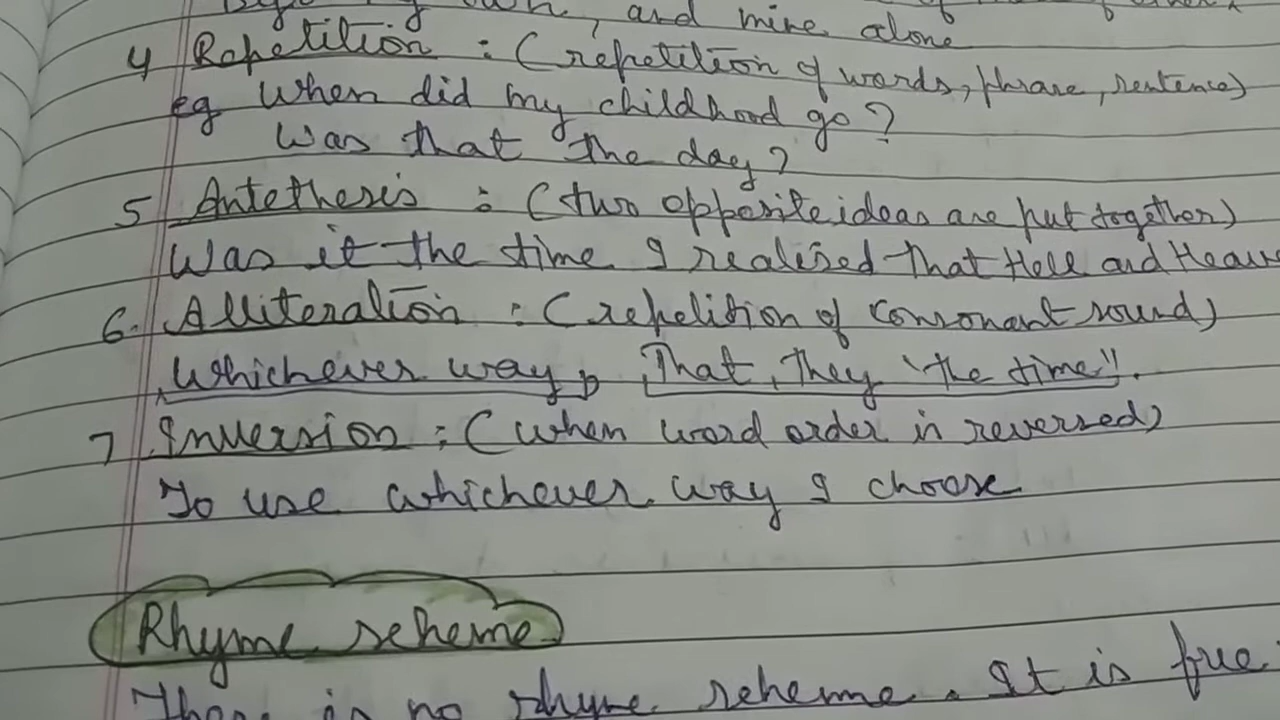 and mine alone
4 Repetition : ( repetition of words, phrase, sentence)
eg When did my childhood go?
Was that the day?
5 Antethesis : ( two opposite ideas are put together)
Was it the time I realised that Hell and Heave
6. Alliteration : ( repetition of consonant sound)
Whichever way, That, They 'the time".
7 Inversion : ( when word order is reversed)
To use whichever way I choose
Rhyme scheme
There is no rhyme scheme. It is free